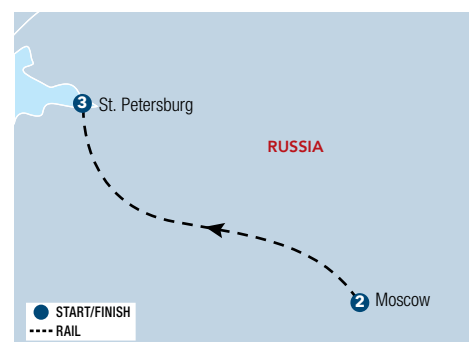 3 St. Petersburg
RUSSIA
2 Moscow
START/FINISH
RAIL